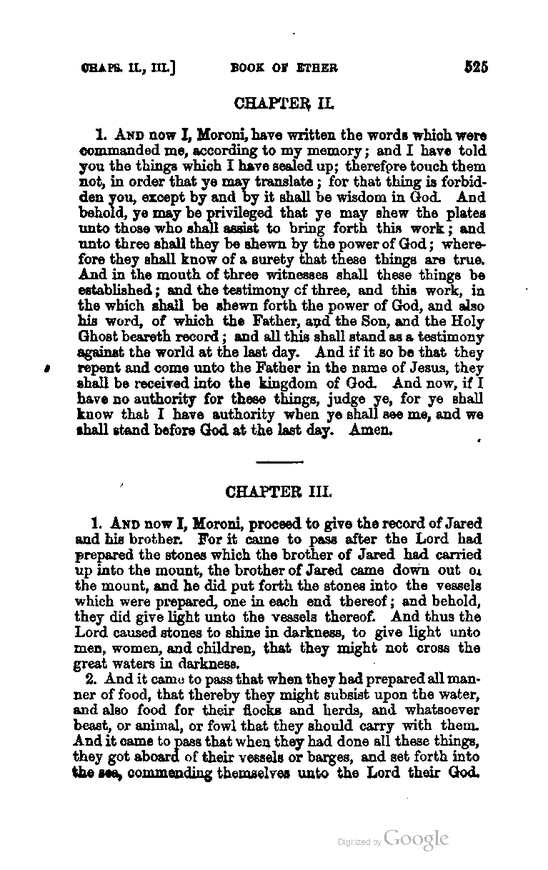 CHAPS. II., III.] BOOK OF ETHER 525
CHAPTER II.
1. AND now I, Moroni, have written the words which were
commanded me, according to my memory; and I have told
you the things which I have sealed up; therefore touch them
not, in order that ye may translate; for that thing is forbid-
den you, except by and by it shall be wisdom in God. And
behold, ye may be privileged that ye may shew the plates
unto those who shall assist to bring forth this work; and
unto three shall they be shewn by the power of God; where-
fore they shall know of a surety that these things are true.
And in the mouth of three witnesses shall these things be
established; and the testimony of three, and this work, in
the which shall be shewn forth the power of God, and also
his word, of which the Father, and the Son, and the Holy
Ghost beareth record; and all this shall stand as a testimony
against the world at the last day. And if it so be that they
repent and come unto the Father in the name of Jesus, they
shall be received into the kingdom of God. And now, if I
have no authority for these things, judge ye, for ye shall
know that I have authority when ye shall see me, and we
shall stand before God at the last day. Amen.
CHAPTER III.
1. AND now I, Moroni, proceed to give the record of Jared
and his brother. For it came to pass after the Lord had
prepared the stones which the brother of Jared had carried
up into the mount, the brother of Jared came down out of
the mount, and he did put forth the stones into the vessels
which were prepared, one in each end thereof; and behold,
they did give light unto the vessels thereof. And thus the
Lord caused stones to shine in darkness, to give light unto
men, women, and children, that they might not cross the
great waters in darkness.
2. And it came to pass that when they had prepared all man-
ner of food, that thereby they might subsist upon the water,
and also food for their flocks and herds, and whatsoever
beast, or animal, or fowl that they should carry with them.
And it came to pass that when they had done all these things,
they got aboard of their vessels or barges, and set forth into
the sea, commending themselves unto the Lord their God.
Digitized by Google